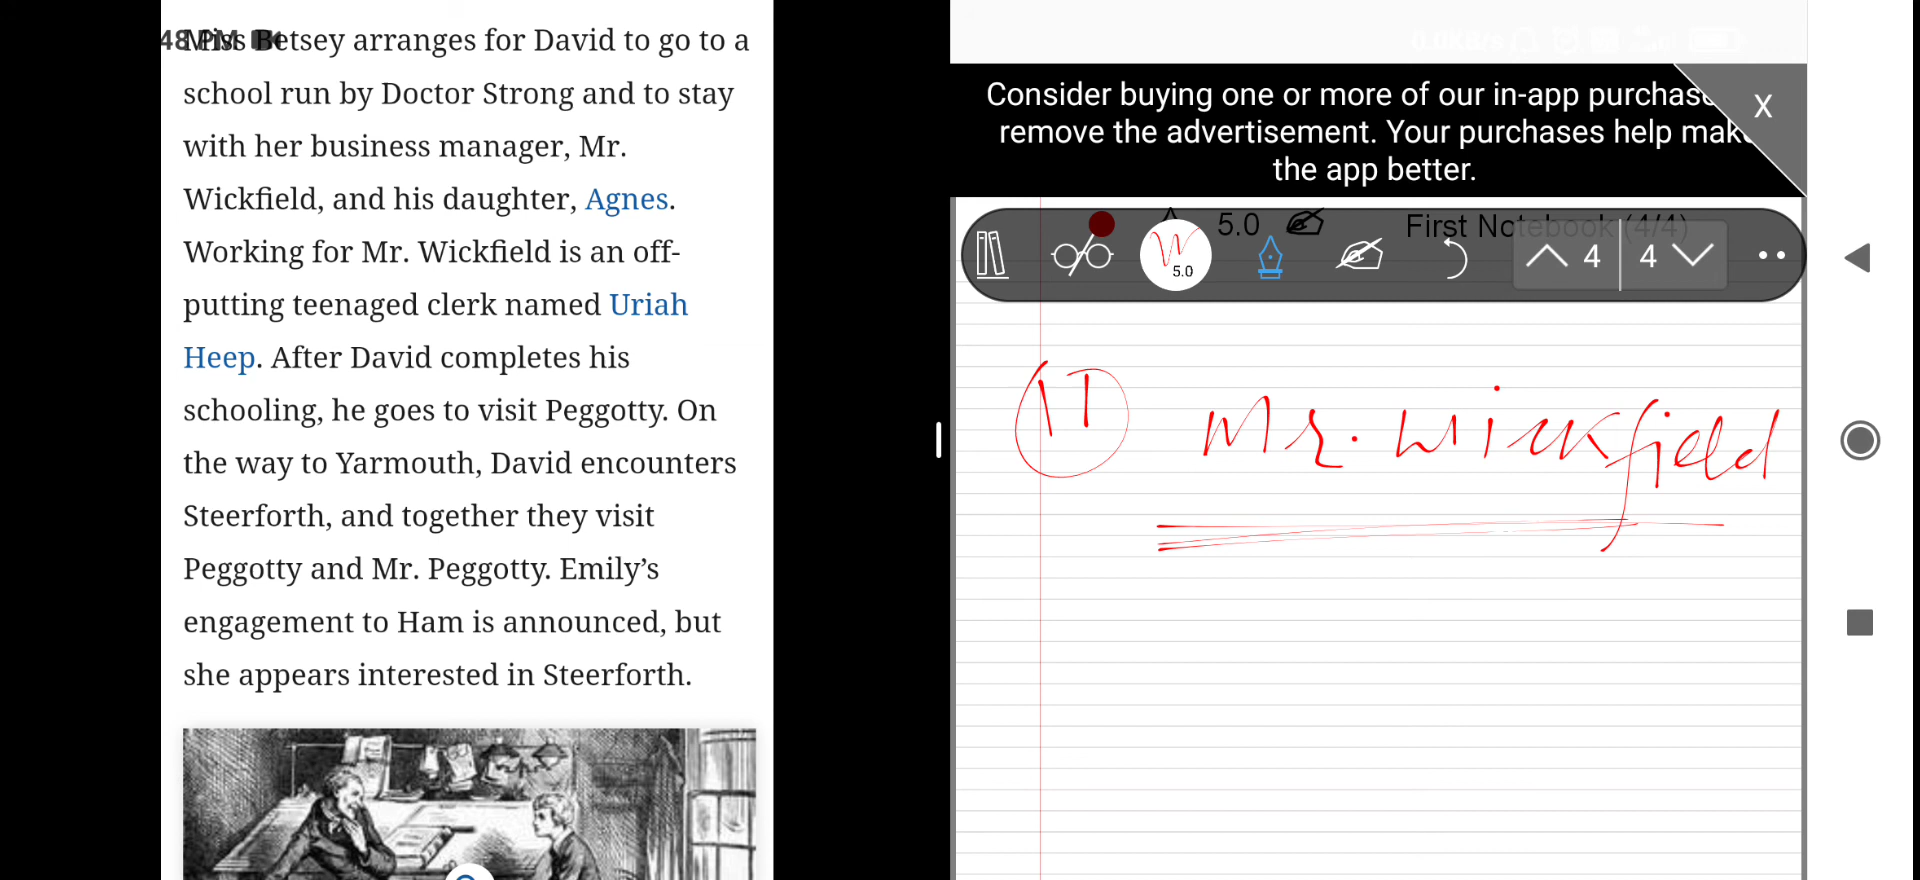 48 PM
Miss Betsey arranges for David to go to a
school run by Doctor Strong and to stay
with her business manager, Mr.
Wickfield, and his daughter, Agnes.
Working for Mr. Wickfield is an off-
putting teenaged clerk named Uriah
Heep. After David completes his
schooling, he goes to visit Peggotty. On
the way to Yarmouth, David encounters
Steerforth, and together they visit
Peggotty and Mr. Peggotty. Emily’s
engagement to Ham is announced, but
she appears interested in Steerforth.
0.0KB/s
Consider buying one or more of our in-app purchas
remove the advertisement. Your purchases help mak
the app better.
X
5.0 First Notebook (4/4)
5.0 4 4
11 Mr. Wickfield